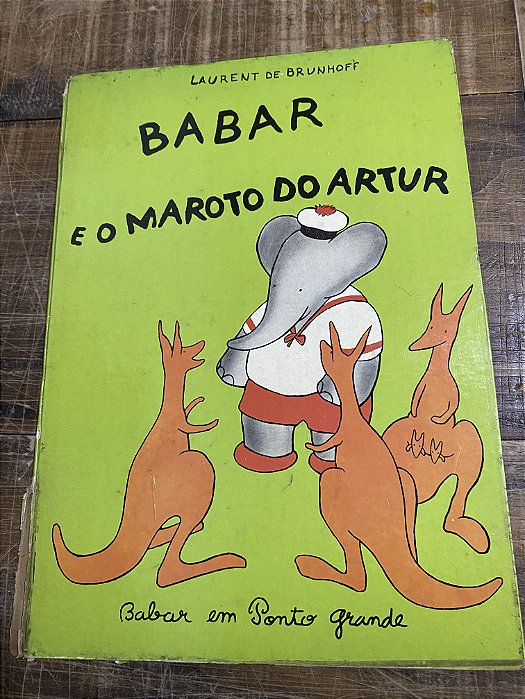 LAURENT DE BRUNHOFF
BABAR
E O MAROTO DO ARTUR
Babar em Ponto grande